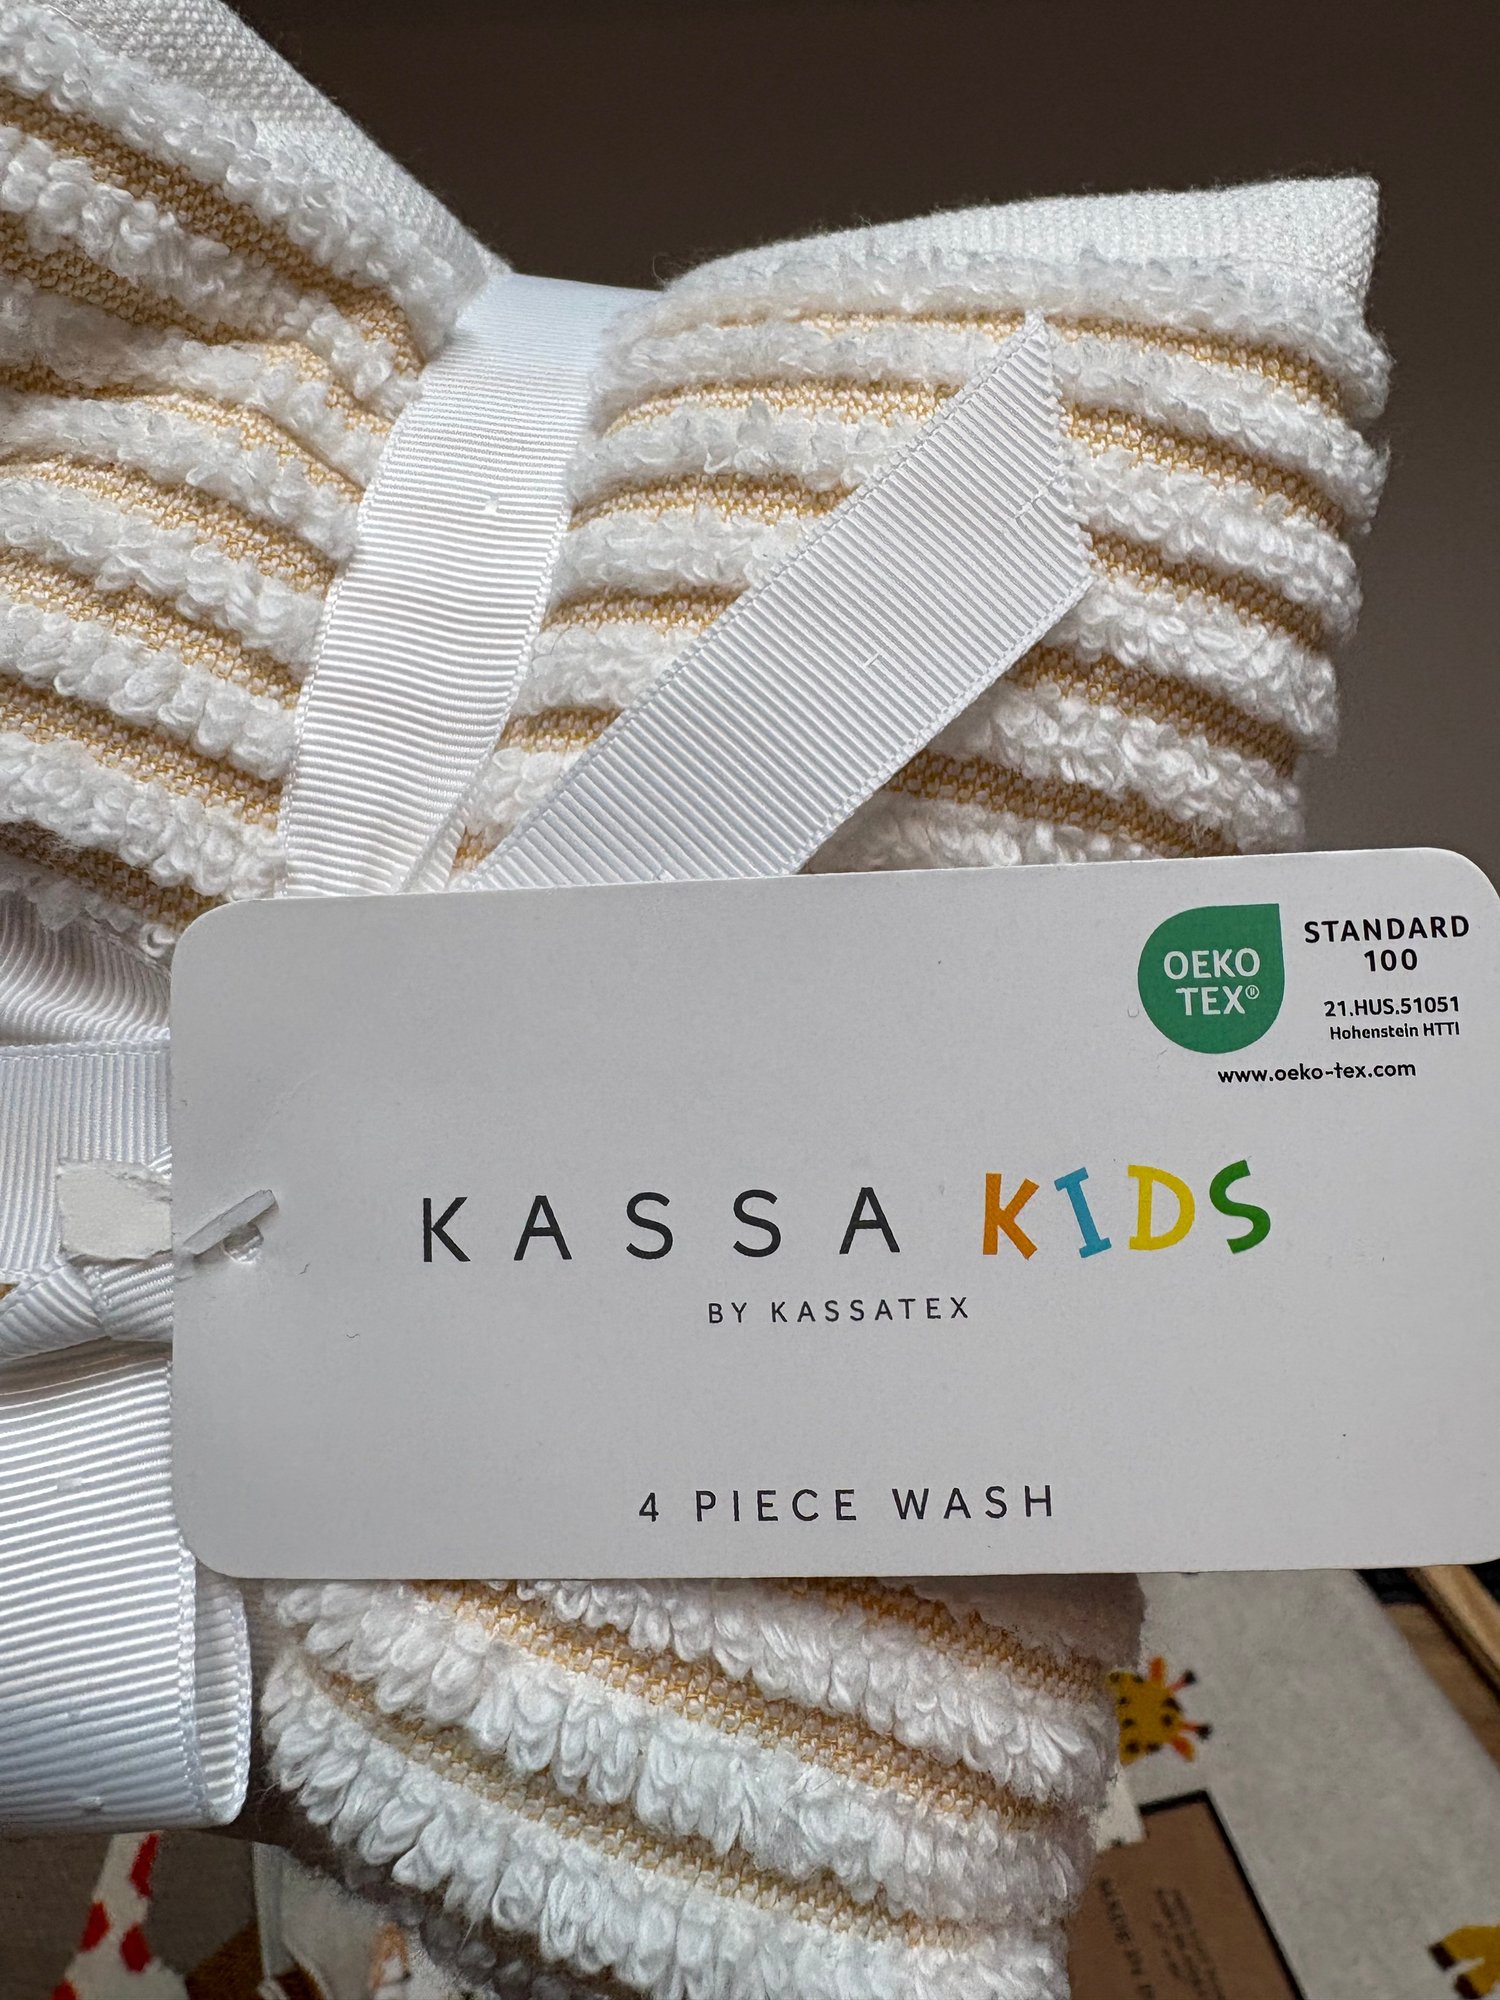 OEKO
TEX®
STANDARD
100
21.HUS.51051
Hohenstein HTTI
www.oeko-tex.com
KASSA KIDS
BY KASSATEX
4 PIECE WASH